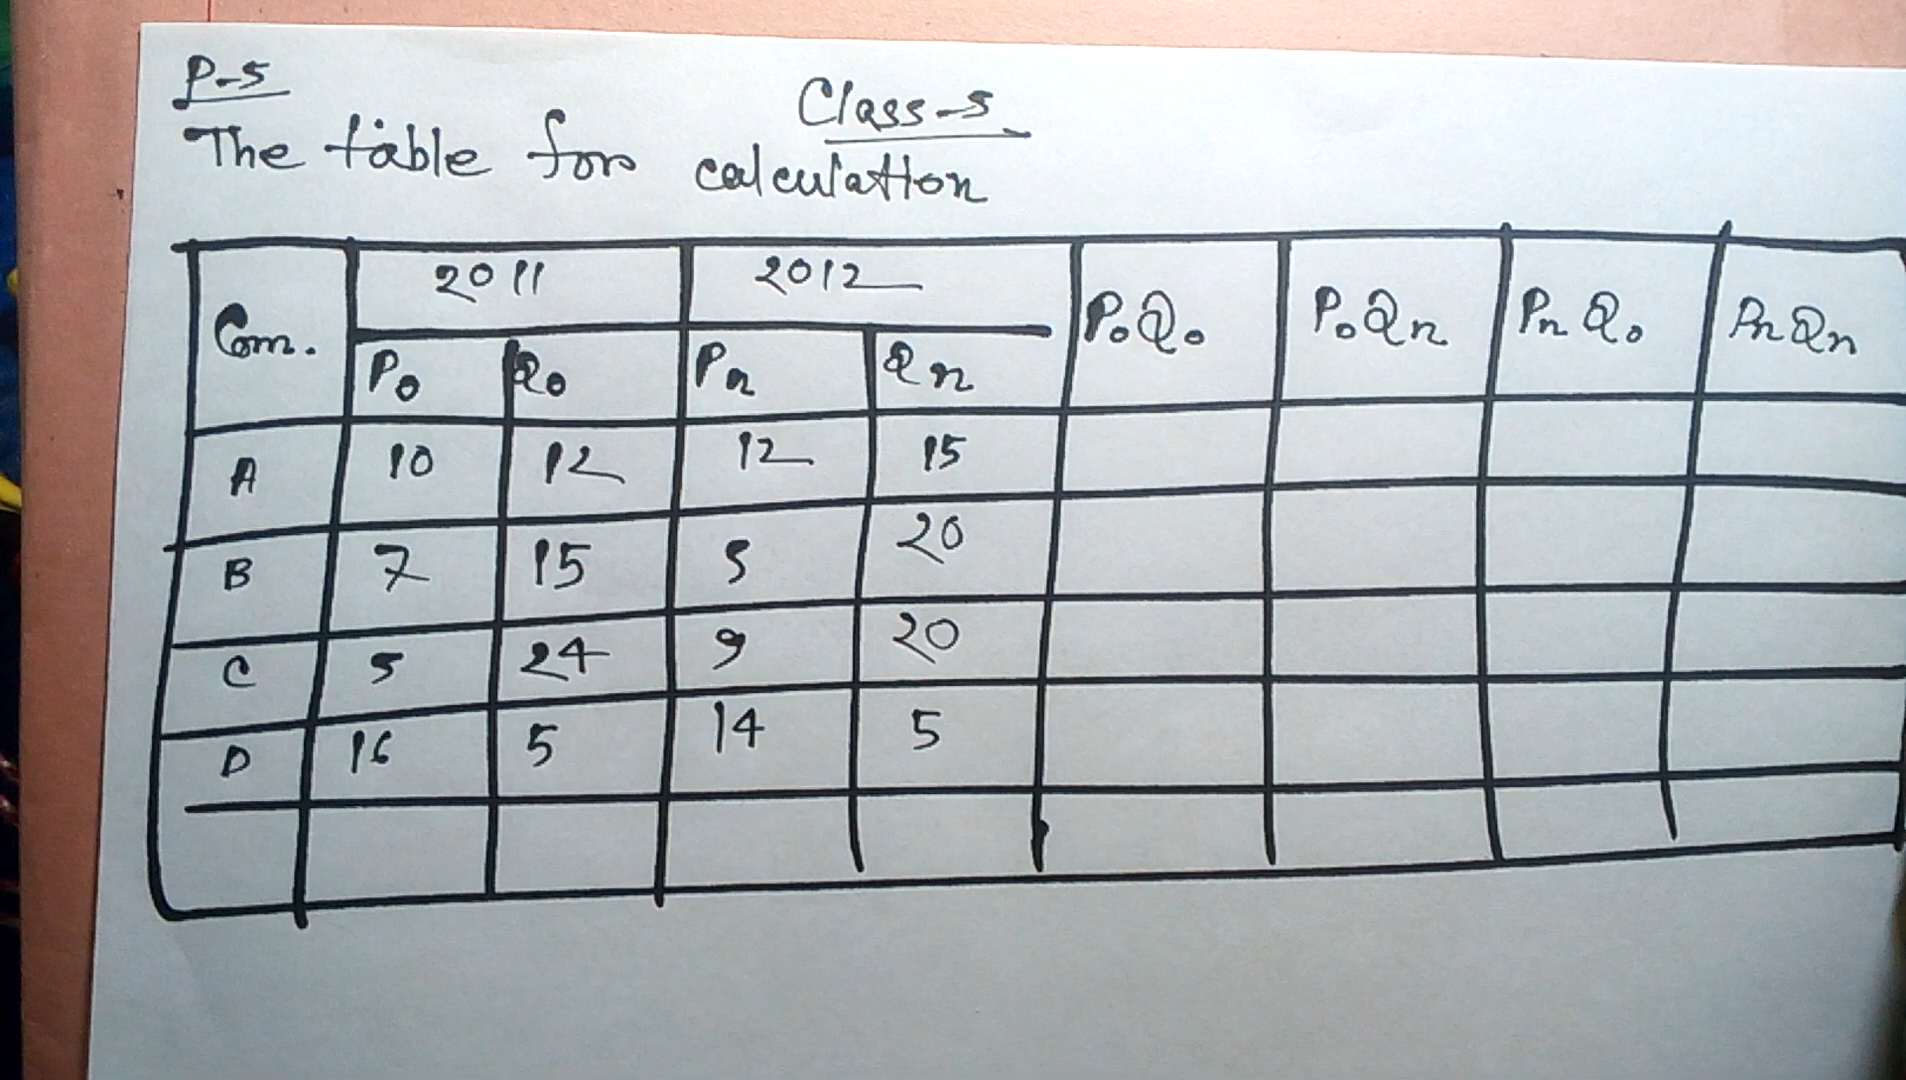 P-5
Class-5
The table for calculation
Com. 2011 2012 P₀Q₀ P₀Qn PnQ₀ PnQn
P₀ Q₀ Pn Qn
A 10 12 12 15
B 7 15 5 20
C 5 24 9 20
D 16 5 14 5